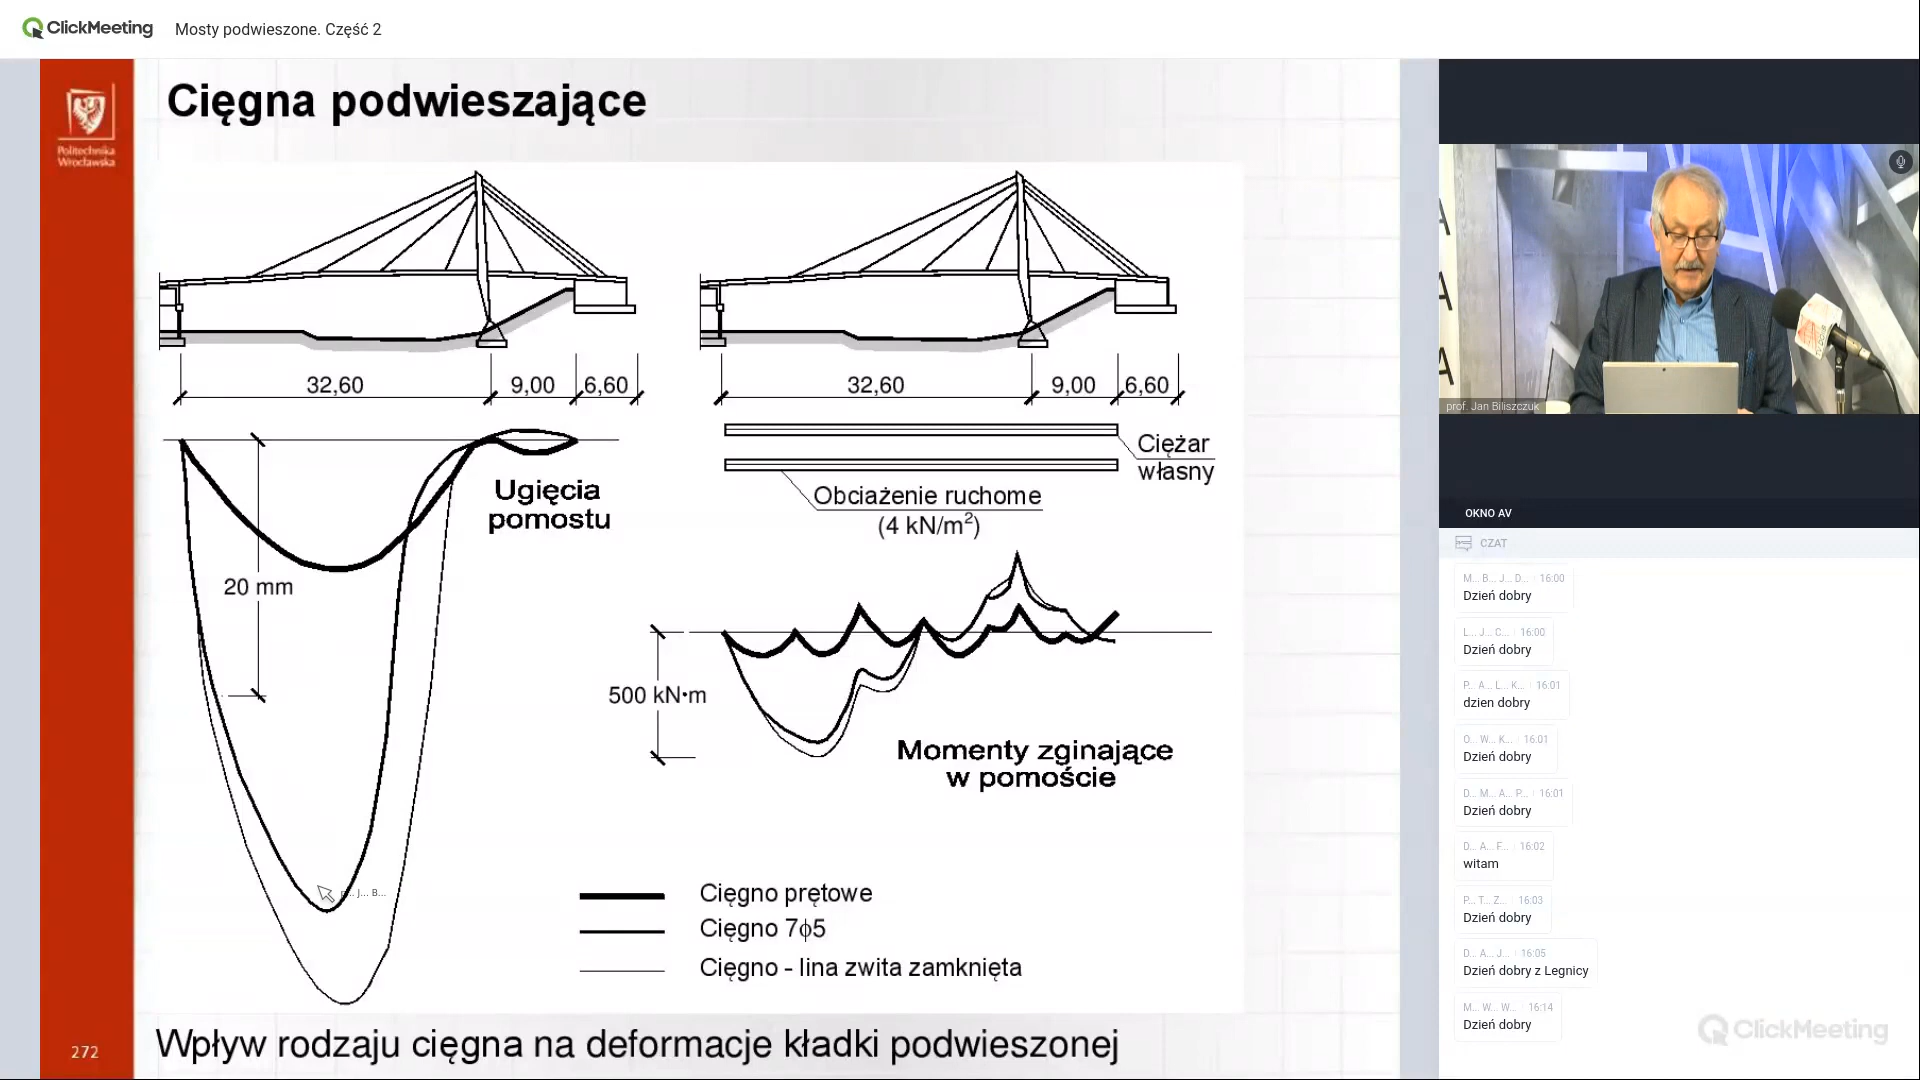 ClickMeeting
Mosty podwieszone. Część 2
Politechnika
Wrocławska
Cięgna podwieszające
32,60
9,00
6,60
32,60
9,00
6,60
Ugięcia
pomostu
20 mm
Ciężar
własny
Obciażenie ruchome
(4 kN/m²)
500 kN•m
Momenty zginające
w pomoście
J... B...
Cięgno prętowe
Cięgno 7ϕ5
Cięgno - lina zwita zamknięta
272
Wpływ rodzaju cięgna na deformacje kładki podwieszonej
prof. Jan Biliszczuk
OKNO AV
CZAT
M... B... J... D... 16:00
Dzień dobry
L... J... C... 16:00
Dzień dobry
P... A... L... K... 16:01
dzien dobry
O... W... K... 16:01
Dzień dobry
D... M... A... P... 16:01
Dzień dobry
D... A... F... 16:02
witam
P... T... Z... 16:03
Dzień dobry
D... A... J... 16:05
Dzień dobry z Legnicy
M... W... W... 16:14
Dzień dobry
ClickMeeting